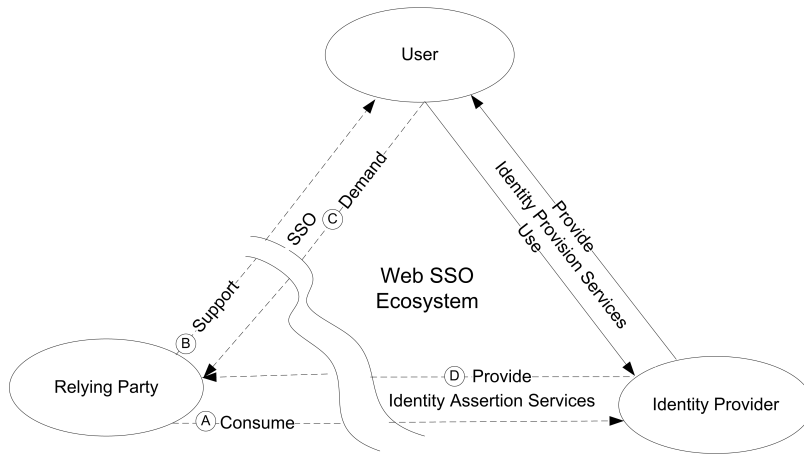 User
C Demand
SSO
Provide
Identity Provision Services
Use
Web SSO
Ecosystem
B Support
Relying Party
D Provide
Identity Assertion Services
A Consume
Identity Provider